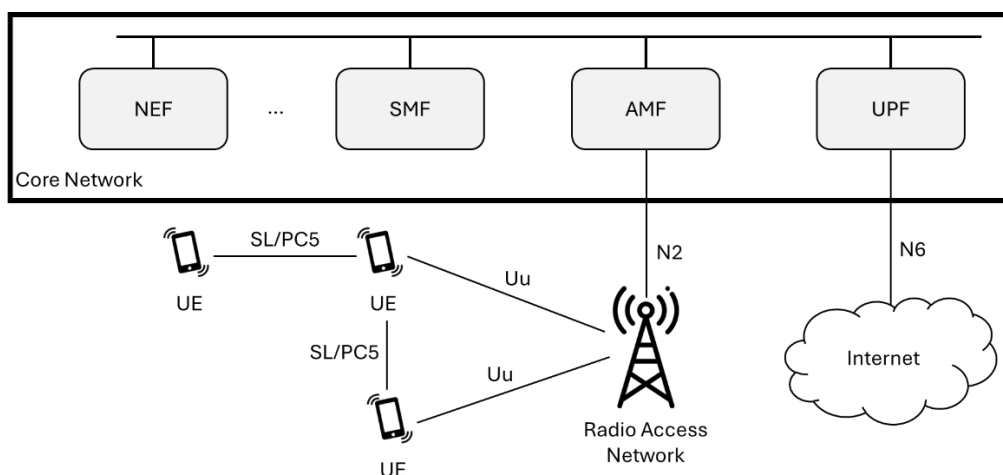 NEF
...
SMF
AMF
UPF
Core Network
SL/PC5
UE
UE
Uu
N2
N6
SL/PC5
Uu
Internet
Radio Access
Network
UE